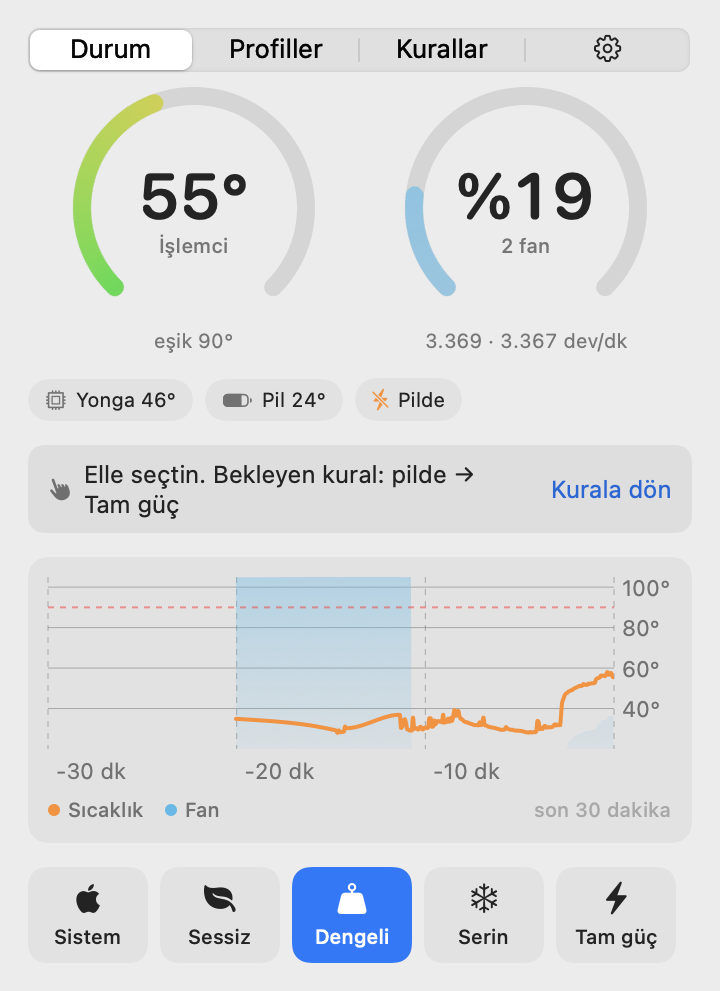 Durum
Profiller
Kurallar
55°
İşlemci
eşik 90°
%19
2 fan
3.369 · 3.367 dev/dk
Yonga 46°
Pil 24°
Pilde
Elle seçtin. Bekleyen kural: pilde →
Tam güç
Kurala dön
100°
80°
60°
40°
-30 dk
-20 dk
-10 dk
Sıcaklık
Fan
son 30 dakika
Sistem
Sessiz
Dengeli
Serin
Tam güç